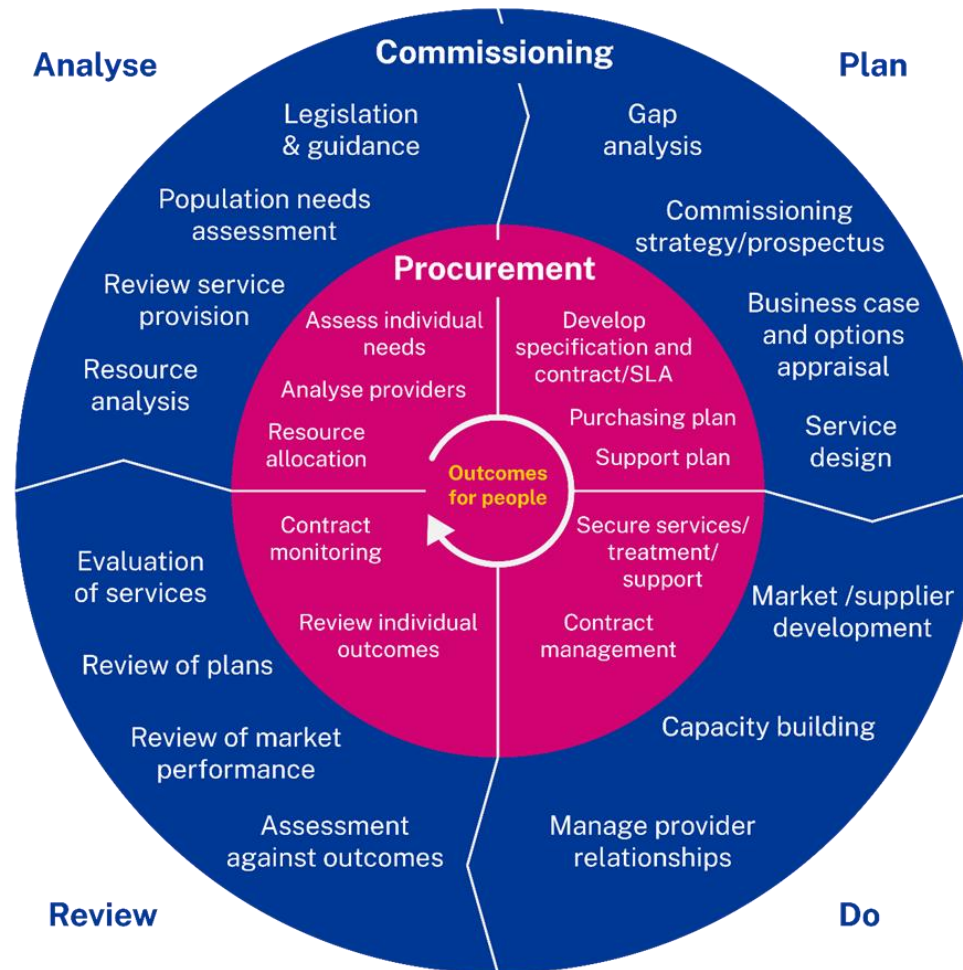 Analyse
Commissioning
Plan
Legislation
& guidance
Population needs
assessment
Review service
provision
Resource
analysis
Gap
analysis
Commissioning
strategy/prospectus
Business case
and options
appraisal
Service
design
Procurement
Assess individual
needs
Analyse providers
Resource
allocation
Develop
specification and
contract/SLA
Purchasing plan
Support plan
Outcomes
for people
Contract
monitoring
Review individual
outcomes
Secure services/
treatment/
support
Contract
management
Evaluation
of services
Review of plans
Review of market
performance
Assessment
against outcomes
Market /supplier
development
Capacity building
Manage provider
relationships
Review
Do